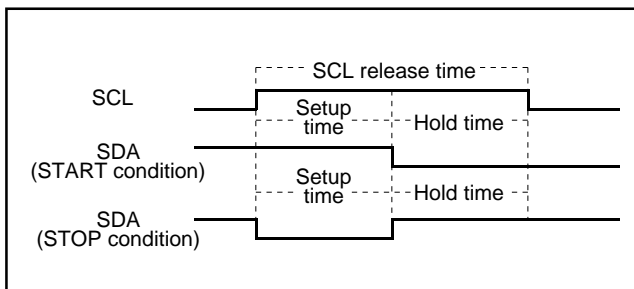 SCL release time
SCL
Setup
time
Hold time
SDA
(START condition)
Setup
time
Hold time
SDA
(STOP condition)